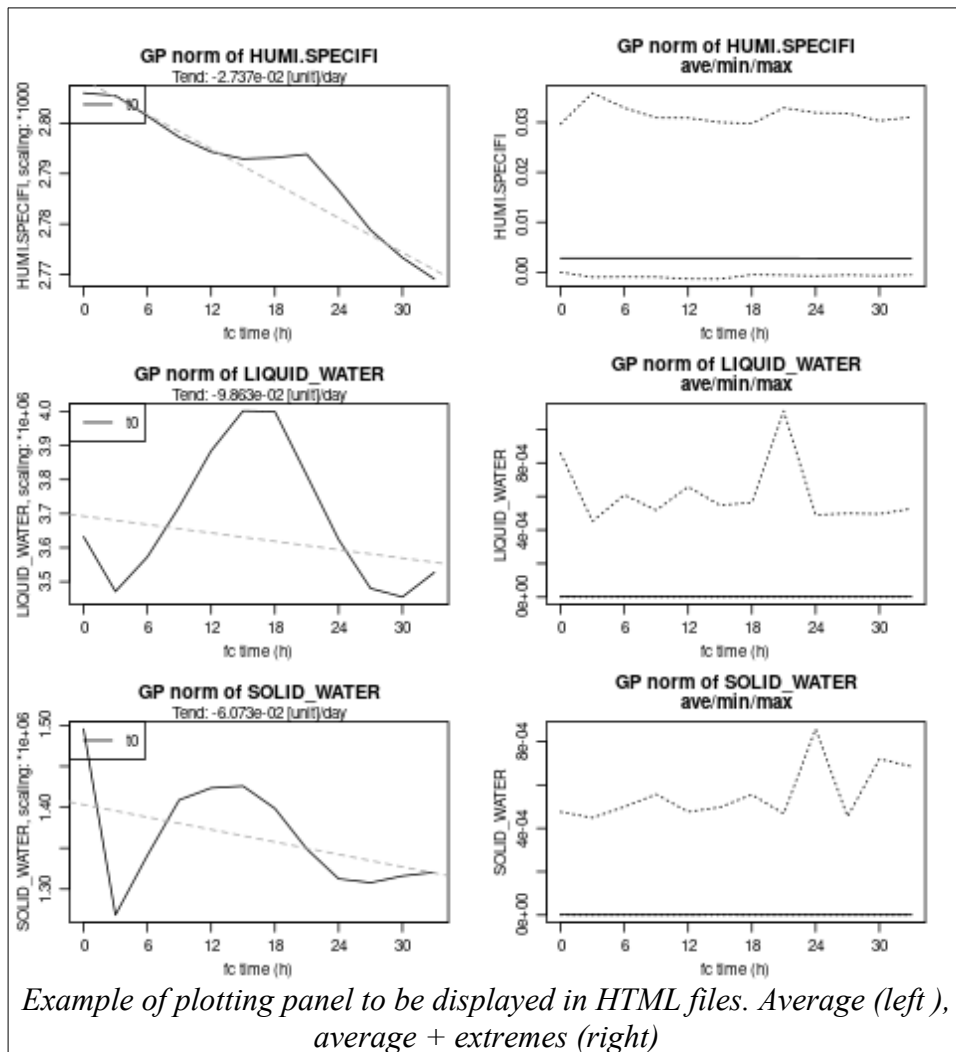 GP norm of HUMI.SPECIFI
Tend: -2.737e-02 [unit]/day
HUMI.SPECIFI, scaling: *1000
2.80
2.79
2.78
2.77
t0
0 6 12 18 24 30
fc time (h)
GP norm of HUMI.SPECIFI
ave/min/max
HUMI.SPECIFI
0.03
0.02
0.01
0.00
0 6 12 18 24 30
fc time (h)
GP norm of LIQUID_WATER
Tend: -9.863e-02 [unit]/day
LIQUID_WATER, scaling: *1e+06
4.0
3.9
3.8
3.7
3.6
3.5
t0
0 6 12 18 24 30
fc time (h)
GP norm of LIQUID_WATER
ave/min/max
LIQUID_WATER
8e-04
4e-04
0e+00
0 6 12 18 24 30
fc time (h)
GP norm of SOLID_WATER
Tend: -6.073e-02 [unit]/day
SOLID_WATER, scaling: *1e+06
1.50
1.40
1.30
t0
0 6 12 18 24 30
fc time (h)
GP norm of SOLID_WATER
ave/min/max
SOLID_WATER
8e-04
4e-04
0e+00
0 6 12 18 24 30
fc time (h)
Example of plotting panel to be displayed in HTML files. Average (left ),
average + extremes (right)